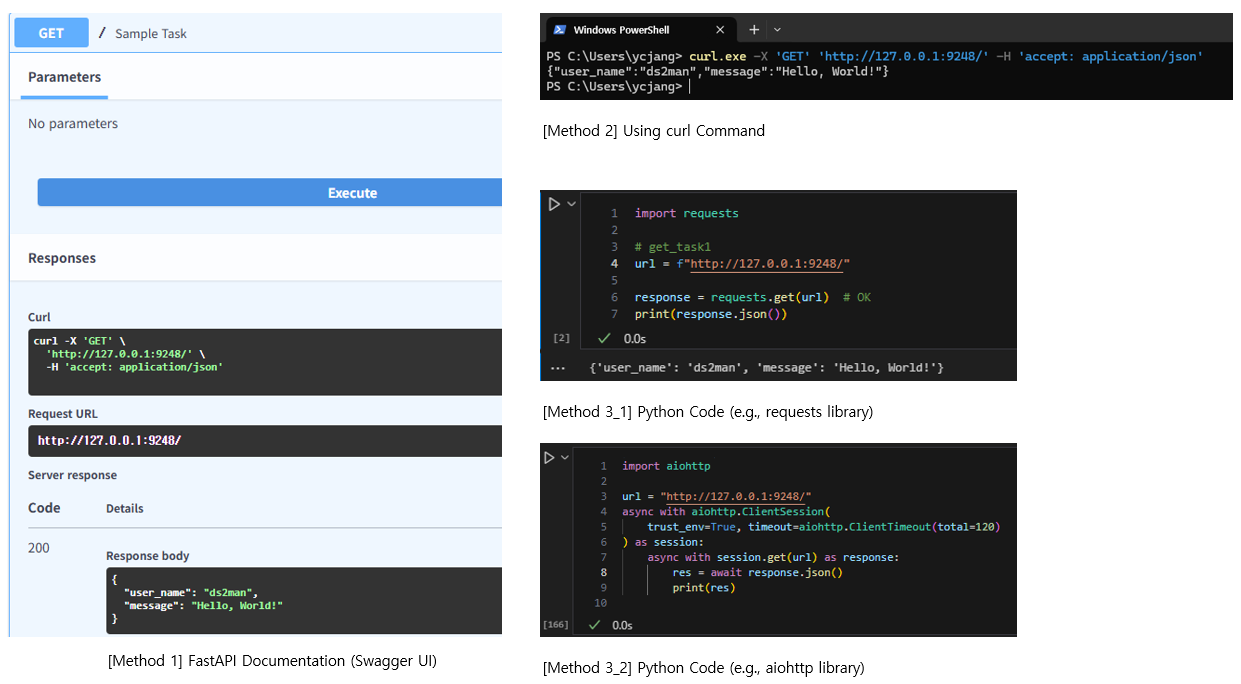 GET / Sample Task
Parameters
No parameters
Execute
Responses
Curl
curl -X 'GET' \
  'http://127.0.0.1:9248/' \
  -H 'accept: application/json'
Request URL
http://127.0.0.1:9248/
Server response
Code Details
200
Response body
{
  "user_name": "ds2man",
  "message": "Hello, World!"
}
[Method 1] FastAPI Documentation (Swagger UI)
Windows PowerShell
PS C:\Users\ycjang> curl.exe -X 'GET' 'http://127.0.0.1:9248/' -H 'accept: application/json'
{"user_name":"ds2man","message":"Hello, World!"}
PS C:\Users\ycjang>
[Method 2] Using curl Command
1 import requests
2
3 # get_task1
4 url = f"http://127.0.0.1:9248/"
5
6 response = requests.get(url)  # OK
7 print(response.json())
[2] 0.0s
... {'user_name': 'ds2man', 'message': 'Hello, World!'}
[Method 3_1] Python Code (e.g., requests library)
1 import aiohttp
2
3 url = "http://127.0.0.1:9248/"
4 async with aiohttp.ClientSession(
5     trust_env=True, timeout=aiohttp.ClientTimeout(total=120)
6 ) as session:
7     async with session.get(url) as response:
8         res = await response.json()
9         print(res)
10
[166] 0.0s
[Method 3_2] Python Code (e.g., aiohttp library)